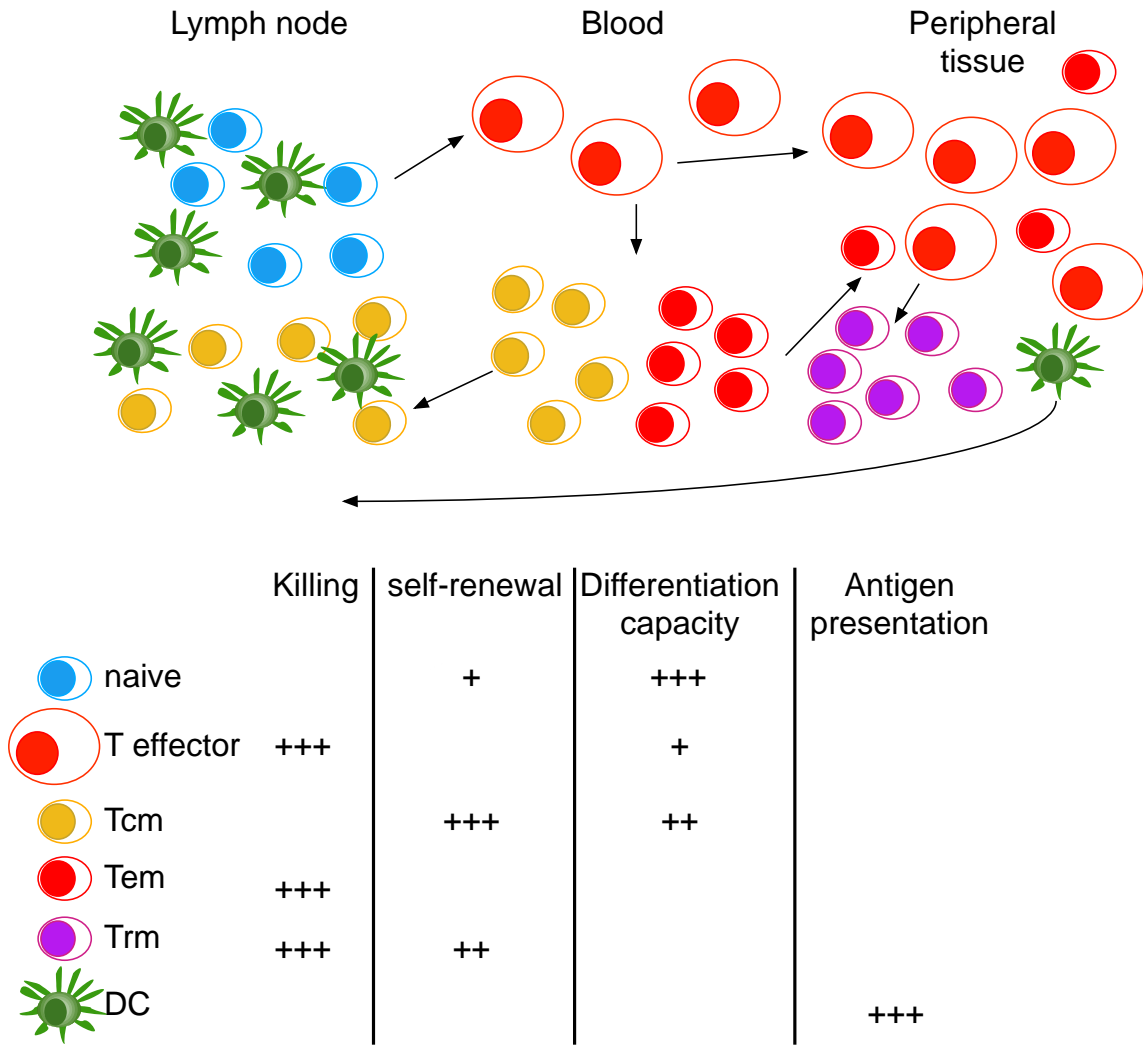 Lymph node
Blood
Peripheral
tissue
Killing
self-renewal
Differentiation
capacity
Antigen
presentation
naive + +++
T effector +++ +
Tcm +++ ++
Tem +++
Trm +++ ++
DC +++